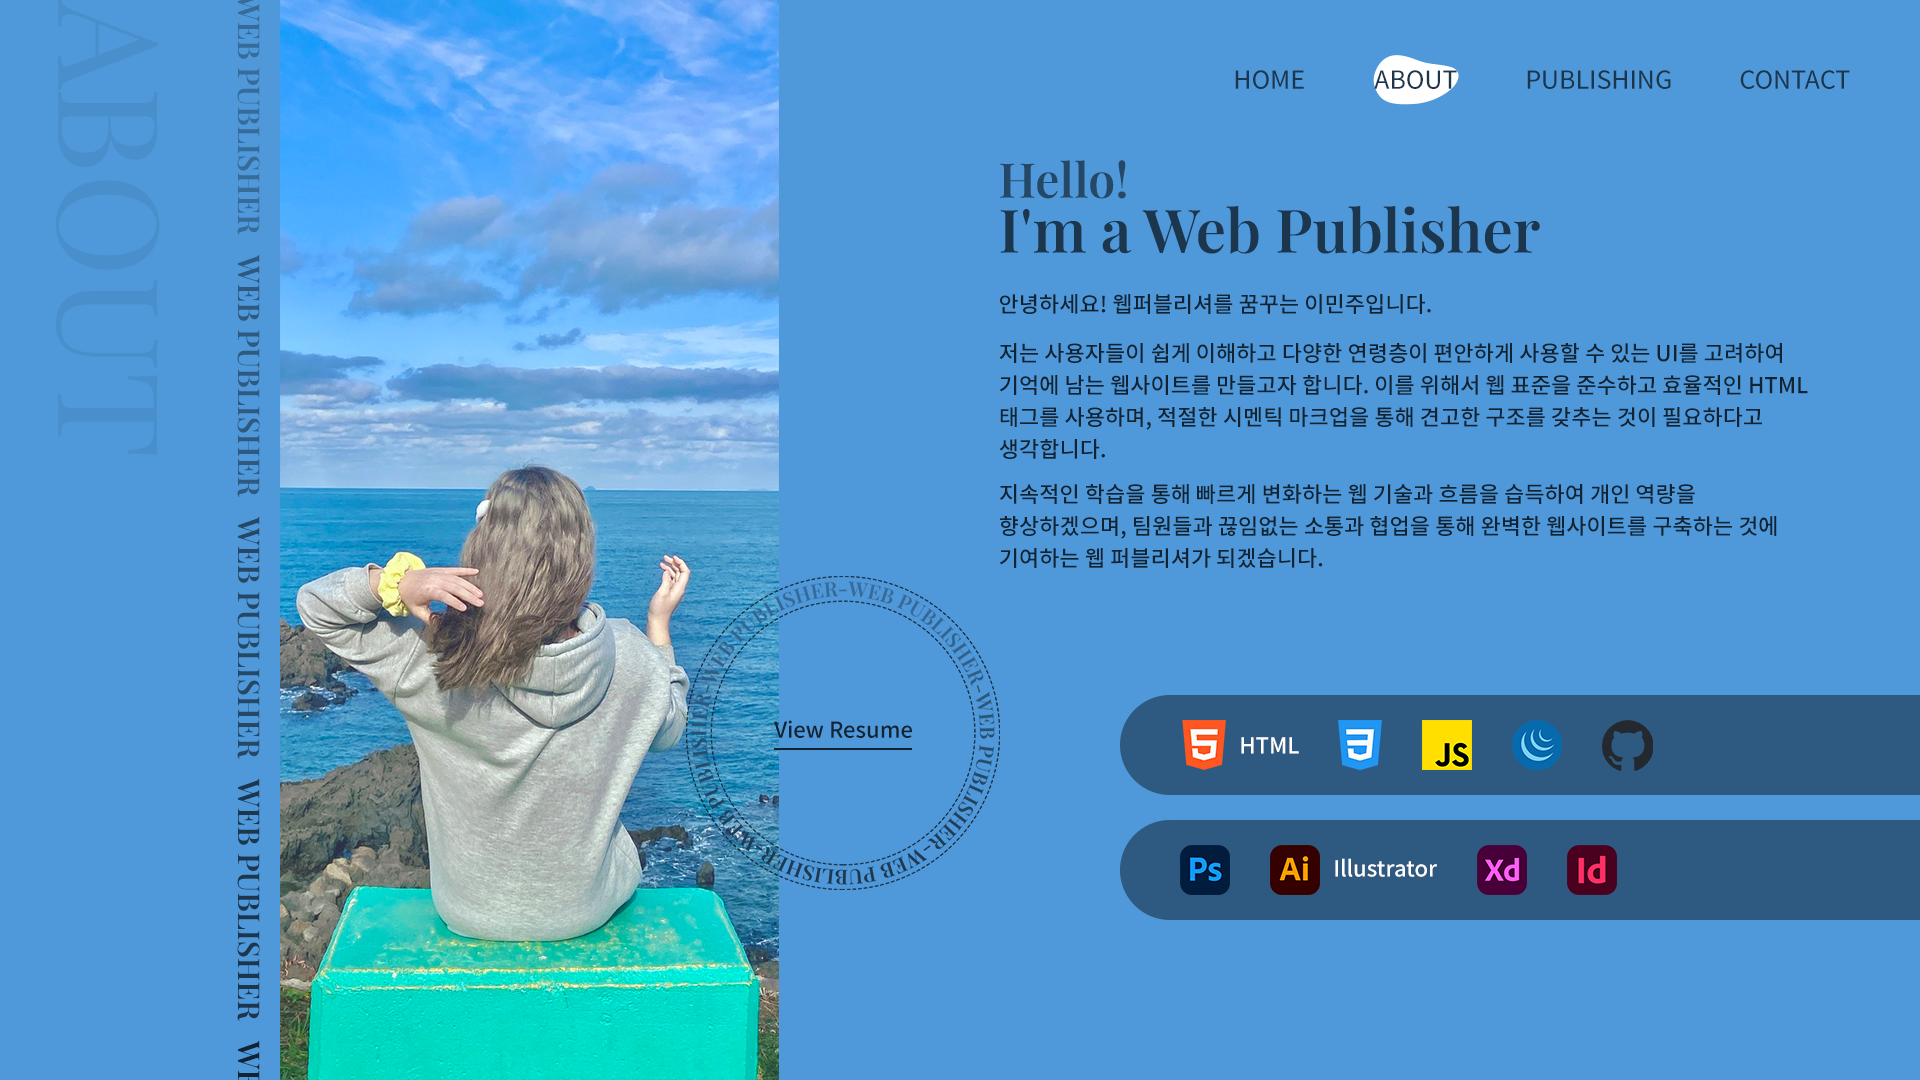 ABOUT
WEB PUBLISHER WEB PUBLISHER WEB PUBLISHER WEB PUBLISHER
HOME ABOUT PUBLISHING CONTACT
Hello!
I'm a Web Publisher
안녕하세요! 웹퍼블리셔를 꿈꾸는 이민주입니다.
저는 사용자들이 쉽게 이해하고 다양한 연령층이 편안하게 사용할 수 있는 UI를 고려하여
기억에 남는 웹사이트를 만들고자 합니다. 이를 위해서 웹 표준을 준수하고 효율적인 HTML
태그를 사용하며, 적절한 시멘틱 마크업을 통해 견고한 구조를 갖추는 것이 필요하다고
생각합니다.
지속적인 학습을 통해 빠르게 변화하는 웹 기술과 흐름을 습득하여 개인 역량을
향상하겠으며, 팀원들과 끊임없는 소통과 협업을 통해 완벽한 웹사이트를 구축하는 것에
기여하는 웹 퍼블리셔가 되겠습니다.
WEB PUBLISHER-WEB PUBLISHER-WEB PUBLISHER-WEB PUBLISHER-WEB PUBLISHER-WEB PUBLISHER-
View Resume
5 HTML 3 JS
Ps Ai Illustrator Xd Id